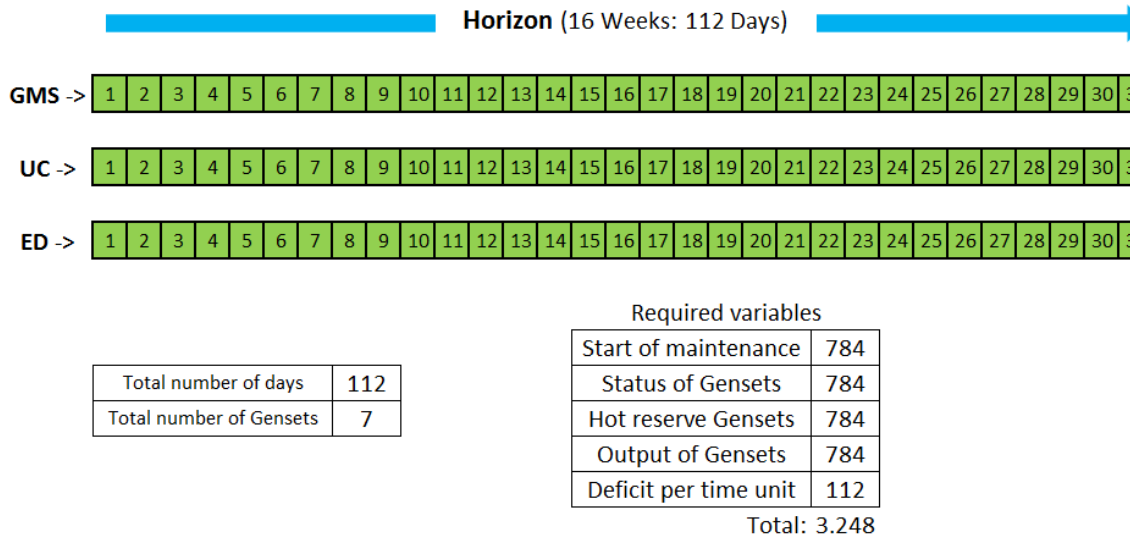 Horizon (16 Weeks: 112 Days)
GMS -> 1 2 3 4 5 6 7 8 9 10 11 12 13 14 15 16 17 18 19 20 21 22 23 24 25 26 27 28 29 30
UC -> 1 2 3 4 5 6 7 8 9 10 11 12 13 14 15 16 17 18 19 20 21 22 23 24 25 26 27 28 29 30
ED -> 1 2 3 4 5 6 7 8 9 10 11 12 13 14 15 16 17 18 19 20 21 22 23 24 25 26 27 28 29 30
Total number of days 112
Total number of Gensets 7
Required variables
Start of maintenance 784
Status of Gensets 784
Hot reserve Gensets 784
Output of Gensets 784
Deficit per time unit 112
Total: 3.248